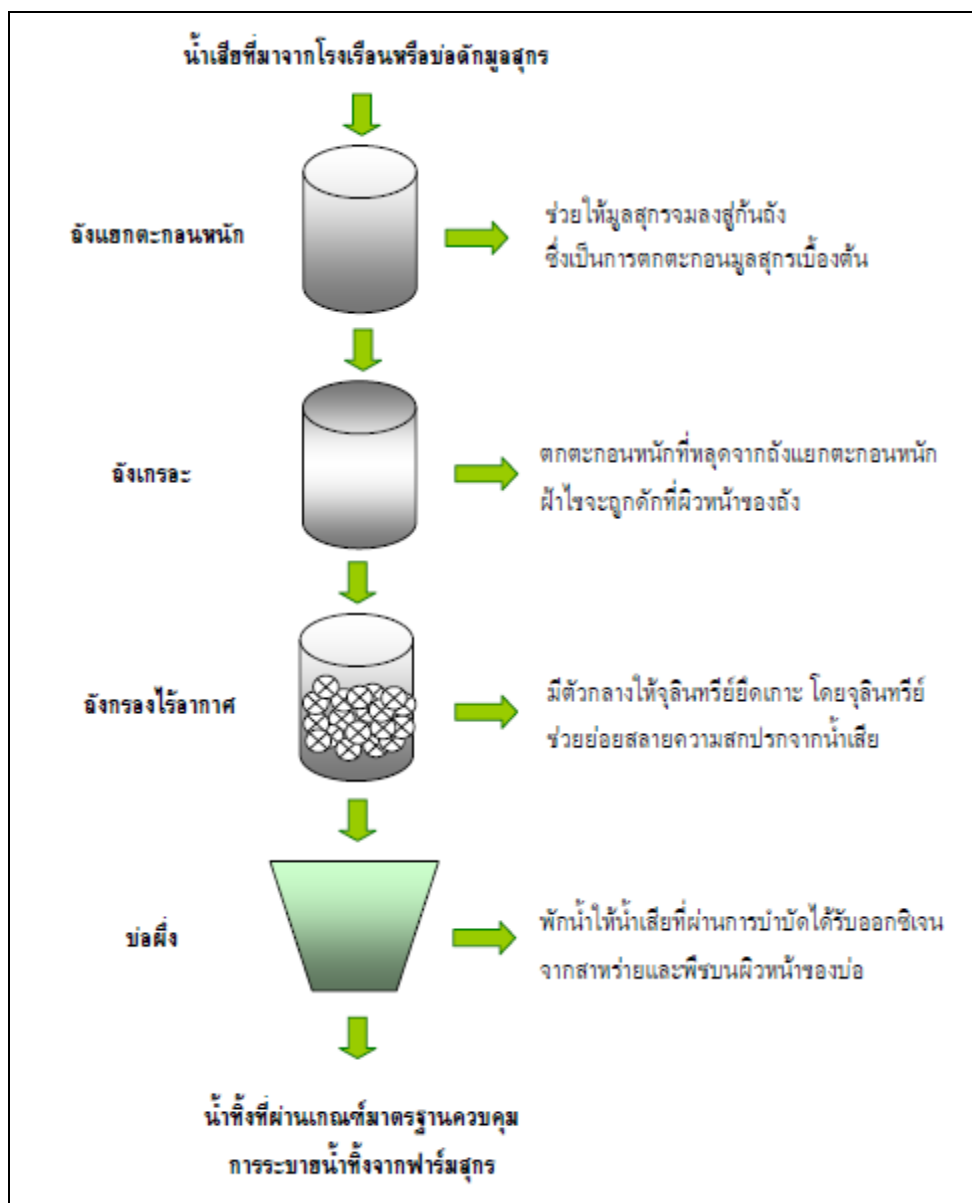 น้ำเสียที่มาจากโรงเรือนหรือบ่อดักมูลสุกร
ถังแยกตะกอนหนัก
ช่วยให้มูลสุกรจมลงสู่ก้นถัง
ซึ่งเป็นการตกตะกอนมูลสุกรเบื้องต้น
ถังเกรอะ
ตกตะกอนหนักที่หลุดจากถังแยกตะกอนหนัก
ฝ้าไขจะถูกดักที่ผิวหน้าของถัง
ถังกรองไร้อากาศ
มีตัวกลางให้จุลินทรีย์ยึดเกาะ โดยจุลินทรีย์
ช่วยย่อยสลายความสกปรกจากน้ำเสีย
บ่อผึ่ง
พักน้ำให้น้ำเสียที่ผ่านการบำบัดได้รับออกซิเจน
จากสาหร่ายและพืชบนผิวหน้าของบ่อ
น้ำทิ้งที่ผ่านเกณฑ์มาตรฐานควบคุม
การระบายน้ำทิ้งจากฟาร์มสุกร